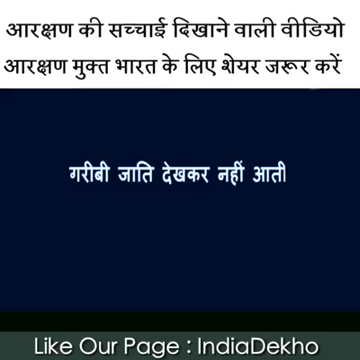 आरक्षण की सच्चाई दिखाने वाली वीडियो
आरक्षण मुक्त भारत के लिए शेयर जरूर करें
गरीबी जाति देखकर नहीं आती
Like Our Page : IndiaDekho